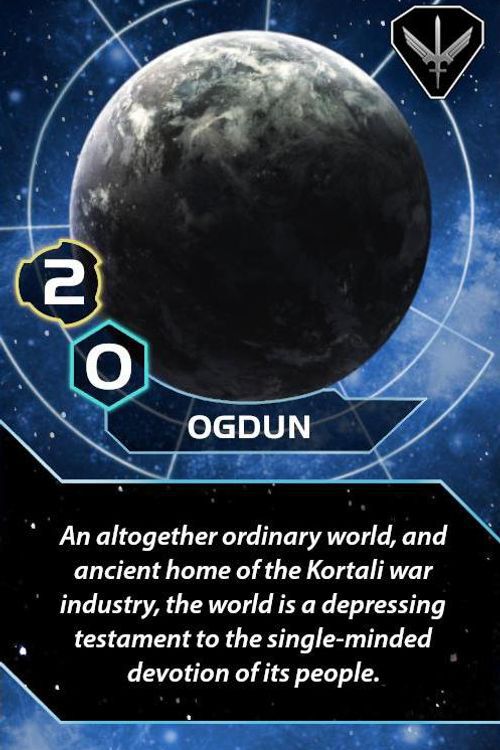 2
0
OGDUN
An altogether ordinary world, and
ancient home of the Kortali war
industry, the world is a depressing
testament to the single-minded
devotion of its people.